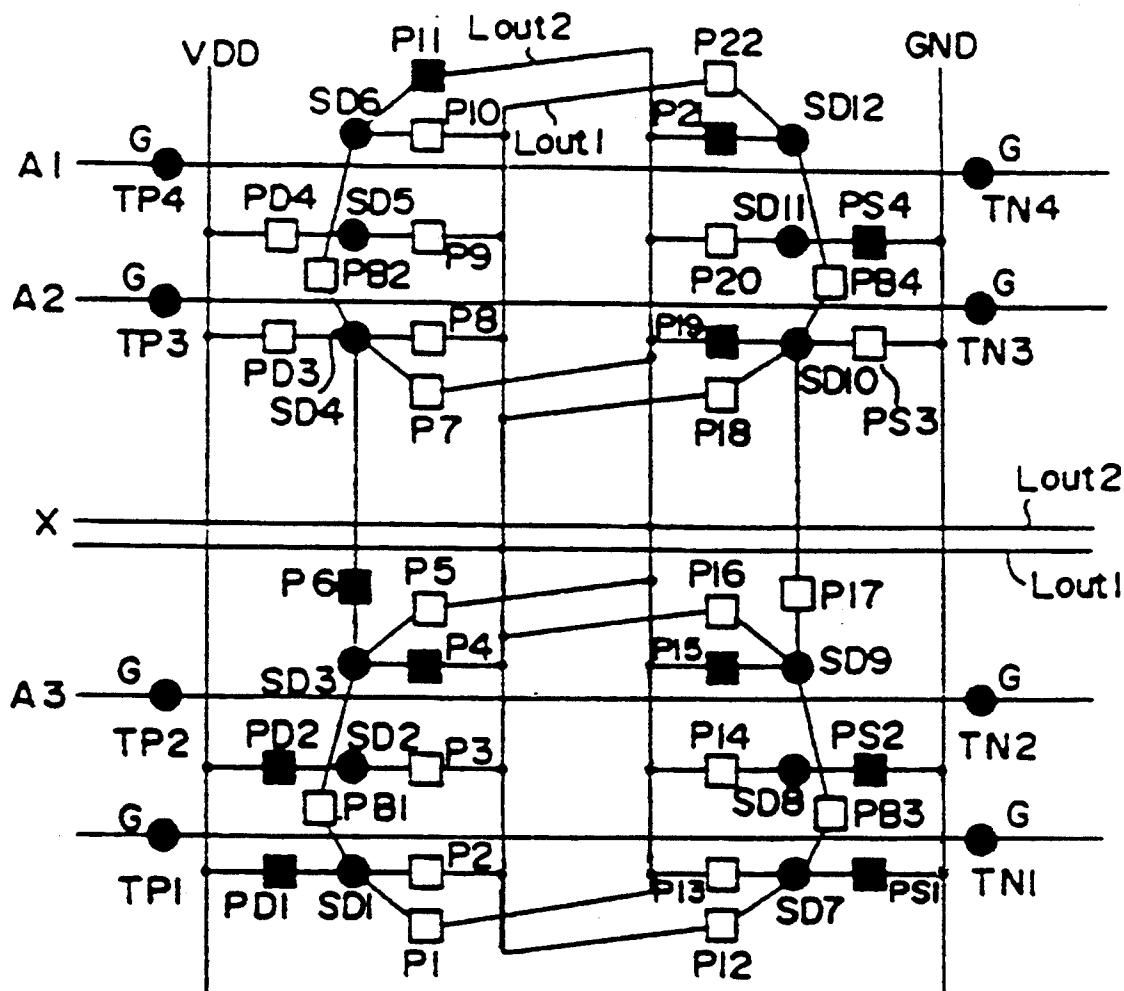 VDD P11 Lout2 P22 GND
SD6 P10 Lout1 P21 SD12
A1 G TP4 G TN4
PD4 SD5 P9 SD11 PS4
PB2 P20 PB4
A2 G TP3 G TN3
PD3 SD4 P8 P19 SD10 PS3
P7 P18
X Lout2
Lout1
P6 P5 P16 P17
SD3 P4 P15 SD9
A3 G TP2 G TN2
PD2 SD2 P3 P14 SD8 PS2
PB1 PB3
G TP1 G TN1
PD1 SD1 P2 P13 SD7 PS1
P1 P12